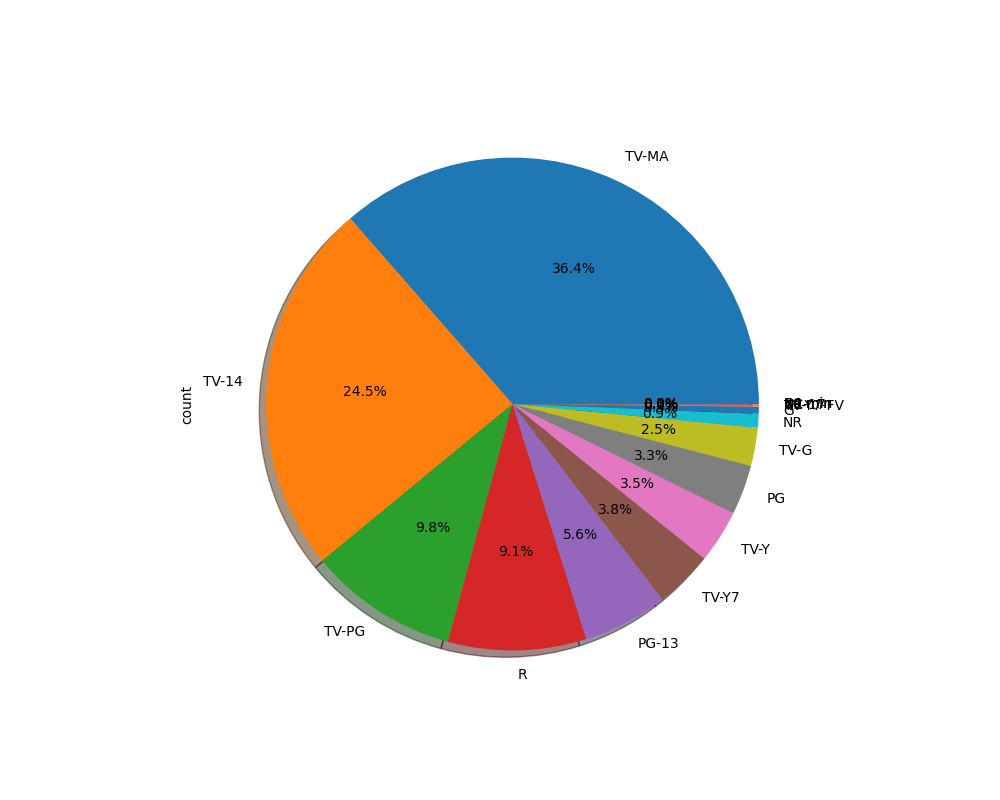 TV-MA
36.4%
TV-14
24.5%
count
G
0.9%
NR
2.5%
TV-G
3.3%
PG
3.5%
TV-Y
3.8%
TV-Y7
5.6%
PG-13
9.1%
R
9.8%
TV-PG